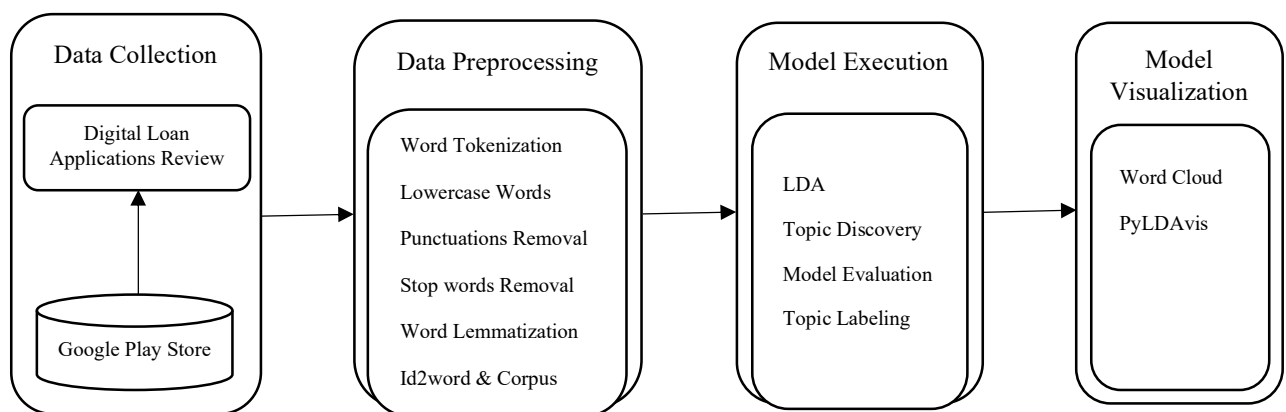 Data Collection
Digital Loan
Applications Review
Google Play Store
Data Preprocessing
Word Tokenization
Lowercase Words
Punctuations Removal
Stop words Removal
Word Lemmatization
Id2word & Corpus
Model Execution
LDA
Topic Discovery
Model Evaluation
Topic Labeling
Model
Visualization
Word Cloud
PyLDAvis